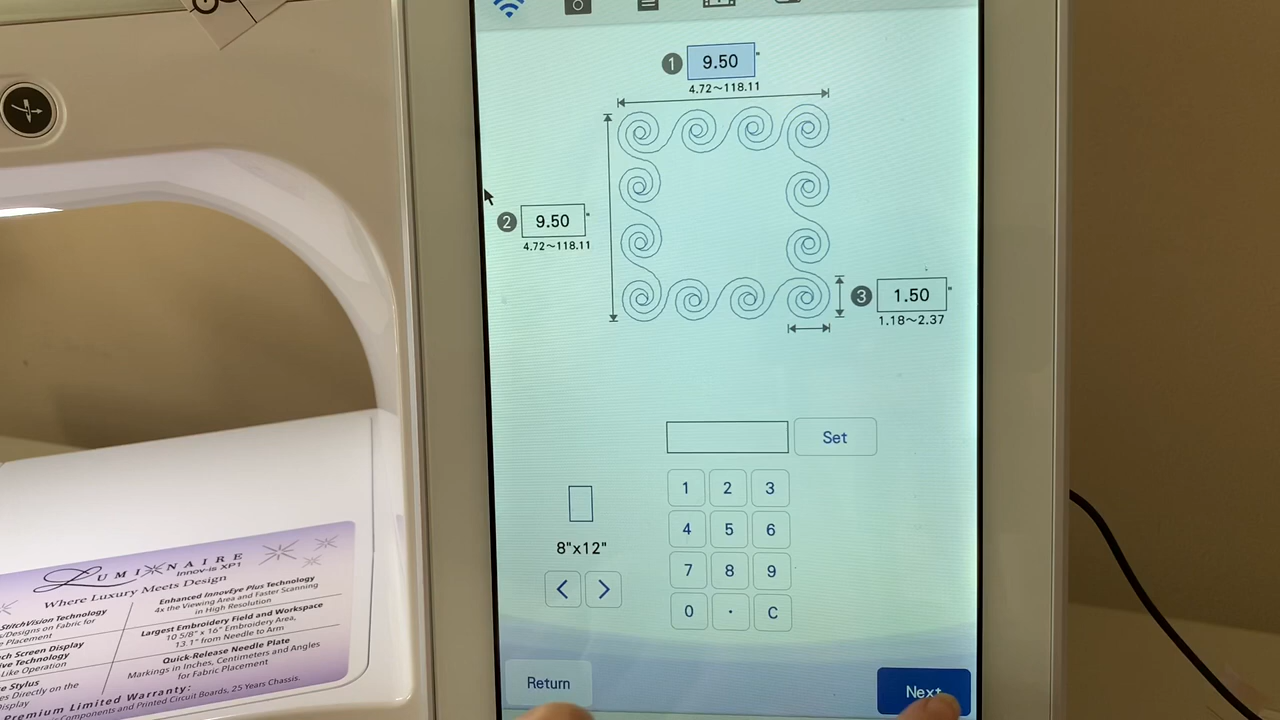 1 9.50 "
4.72~118.11
2 9.50 "
4.72~118.11
3 1.50 "
1.18~2.37
Set
1 2 3
4 5 6
7 8 9
0 . C
8"x12"
< >
Return
Next
LUMINAIRE
Innov-ís XP1
Where Luxury Meets Design
StitchVision Technology
/Designs on Fabric for
Placement
Screen Display
Technology
Like Operation
Stylus
Directly on the
Display
Enhanced InnovEye Plus Technology
4x the Viewing Area and Faster Scanning
in High Resolution
Largest Embroidery Field and Workspace
10 5/8" x 16" Embroidery Area,
13.1" from Needle to Arm
Quick-Release Needle Plate
Markings in Inches, Centimeters and Angles
for Fabric Placement
Premium Limited Warranty:
Components and Printed Circuit Boards, 25 Years Chassis.